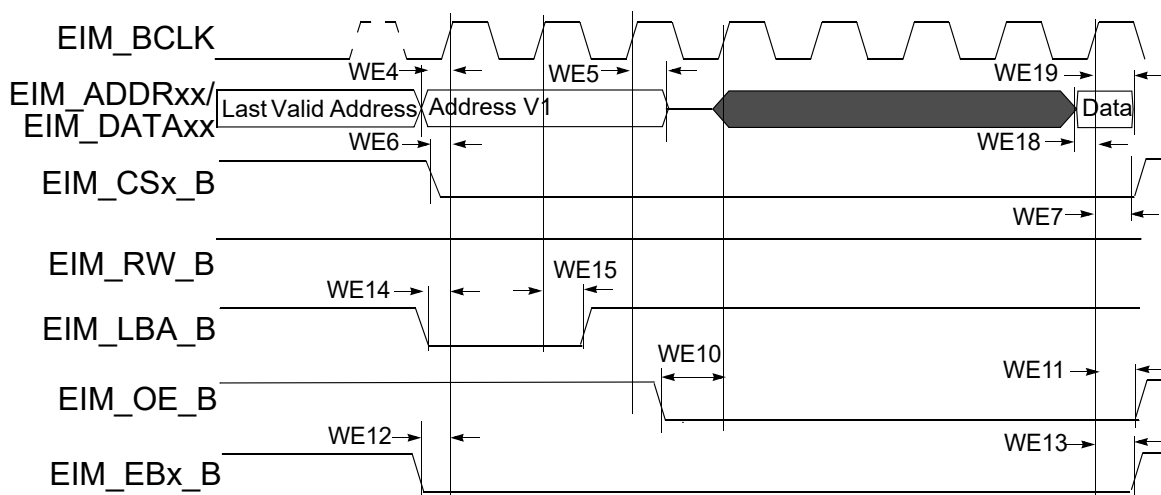 EIM_BCLK
WE4
WE5
WE19
EIM_ADDRxx/
EIM_DATAxx
Last Valid Address
Address V1
Data
WE6
WE18
EIM_CSx_B
WE7
EIM_RW_B
WE14
WE15
EIM_LBA_B
WE10
WE11
EIM_OE_B
WE12
WE13
EIM_EBx_B